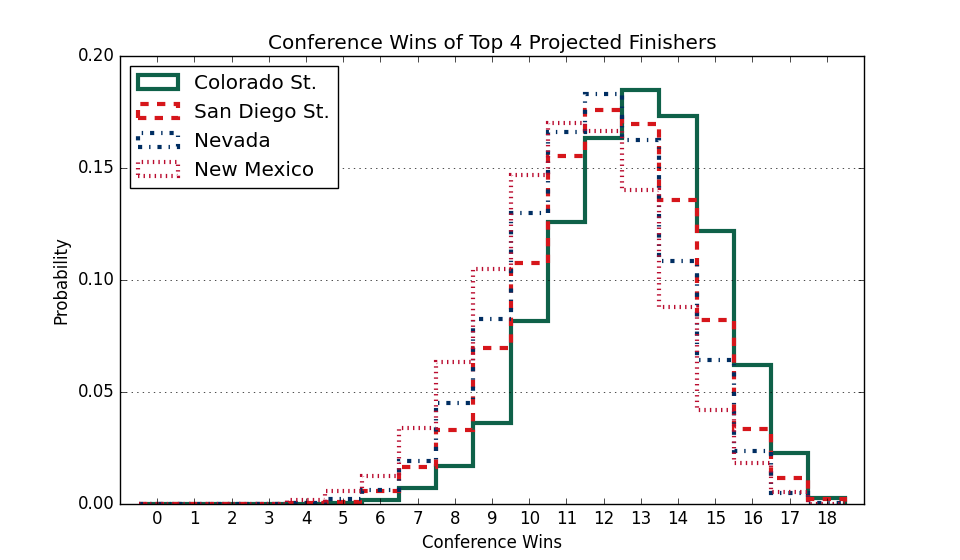 Conference Wins of Top 4 Projected Finishers
0.20
Colorado St.
San Diego St.
Nevada
New Mexico
0.15
0.10
0.05
0.00
Probability
0 1 2 3 4 5 6 7 8 9 10 11 12 13 14 15 16 17 18
Conference Wins